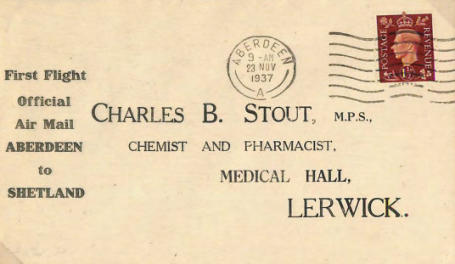 First Flight
Official
Air Mail
ABERDEEN
to
SHETLAND
ABERDEEN
9-AM
23 NOV
1937
A
POSTAGE
REVENUE
CHARLES B. STOUT, M.P.S.,
CHEMIST AND PHARMACIST,
MEDICAL HALL,
LERWICK.